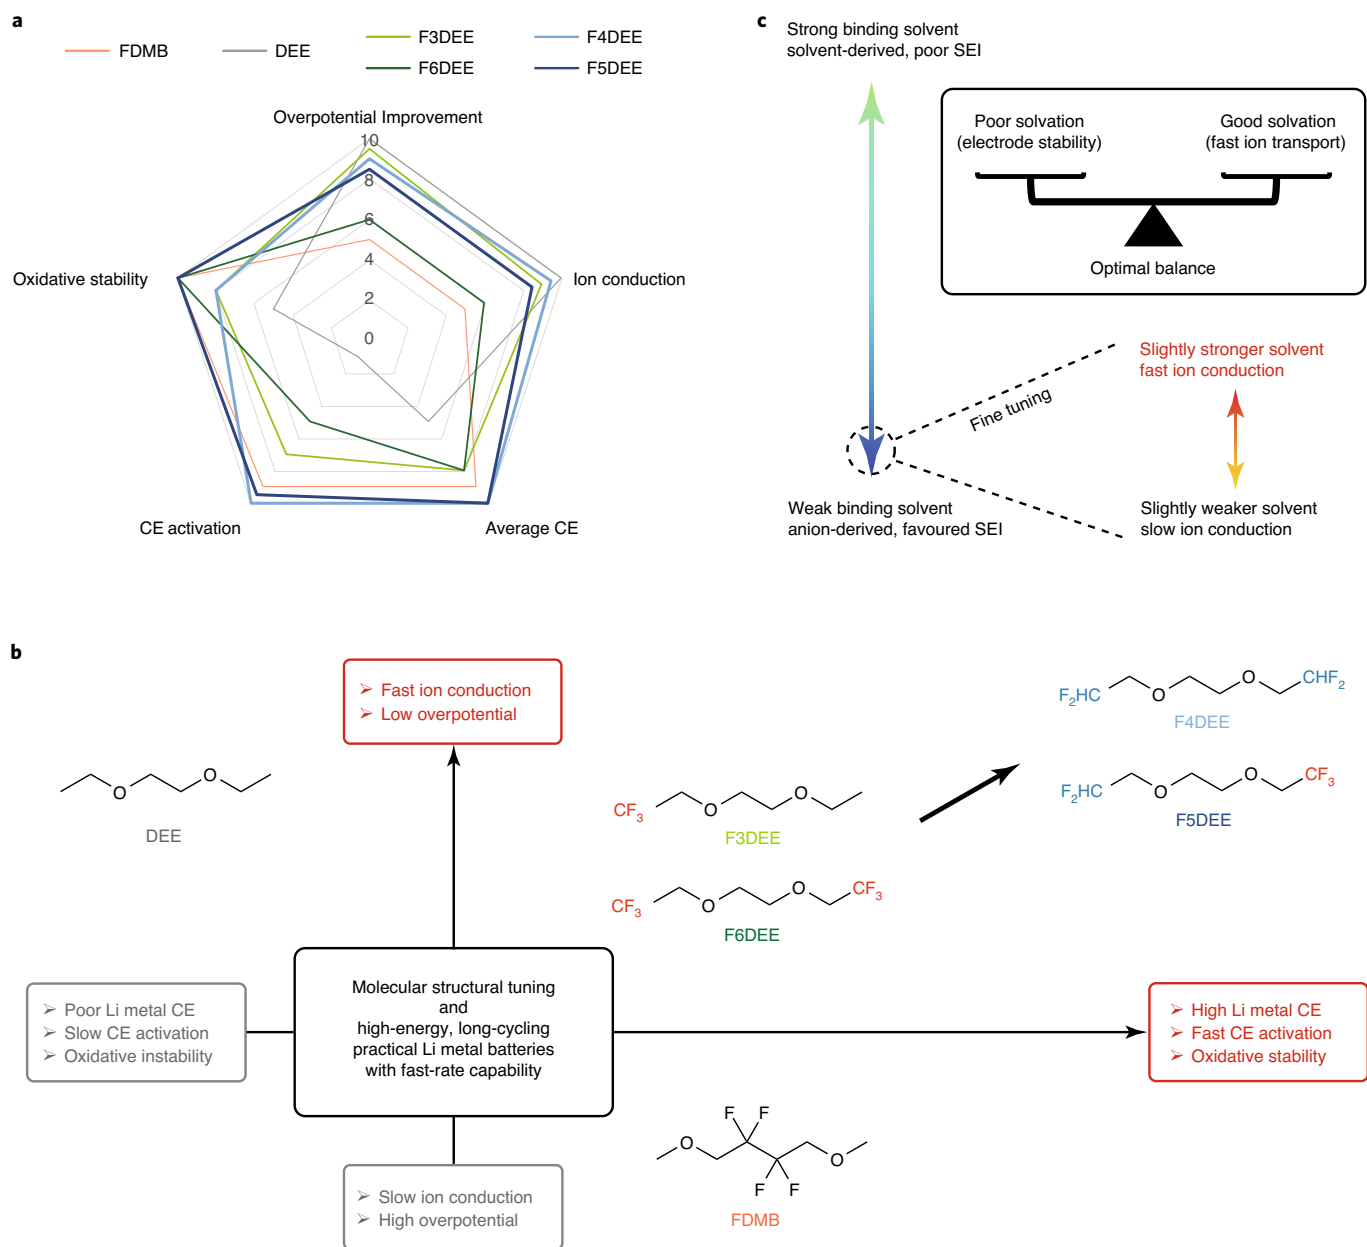 a
FDMB
DEE
F3DEE
F4DEE
F6DEE
F5DEE
Overpotential Improvement
10
8
6
4
2
0
Oxidative stability
Ion conduction
CE activation
Average CE
c
Strong binding solvent
solvent-derived, poor SEI
Poor solvation
(electrode stability)
Good solvation
(fast ion transport)
Optimal balance
Fine tuning
Slightly stronger solvent
fast ion conduction
Weak binding solvent
anion-derived, favoured SEI
Slightly weaker solvent
slow ion conduction
b
➢ Fast ion conduction
➢ Low overpotential
O
O
DEE
CF3
O
O
F3DEE
CF3
O
O
CF3
F6DEE
F2HC
O
O
CHF2
F4DEE
F2HC
O
O
CF3
F5DEE
➢ Poor Li metal CE
➢ Slow CE activation
➢ Oxidative instability
Molecular structural tuning
and
high-energy, long-cycling
practical Li metal batteries
with fast-rate capability
➢ High Li metal CE
➢ Fast CE activation
➢ Oxidative stability
➢ Slow ion conduction
➢ High overpotential
F F
O
O
F F
FDMB